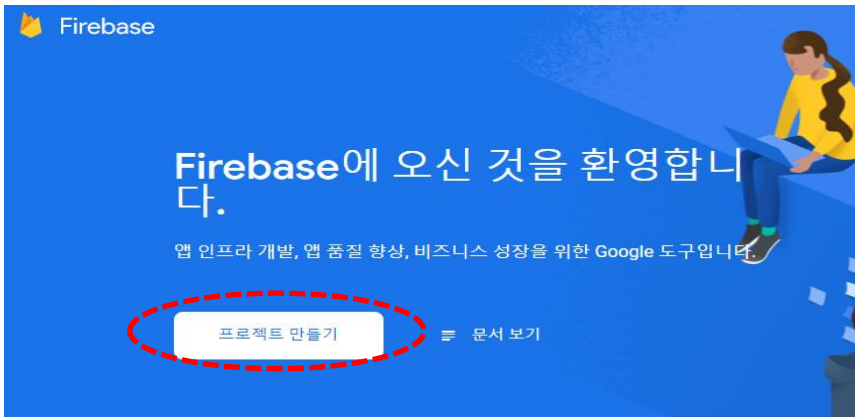 Firebase
Firebase에 오신 것을 환영합니
다.
앱 인프라 개발, 앱 품질 향상, 비즈니스 성장을 위한 Google 도구입니다.
프로젝트 만들기
문서 보기